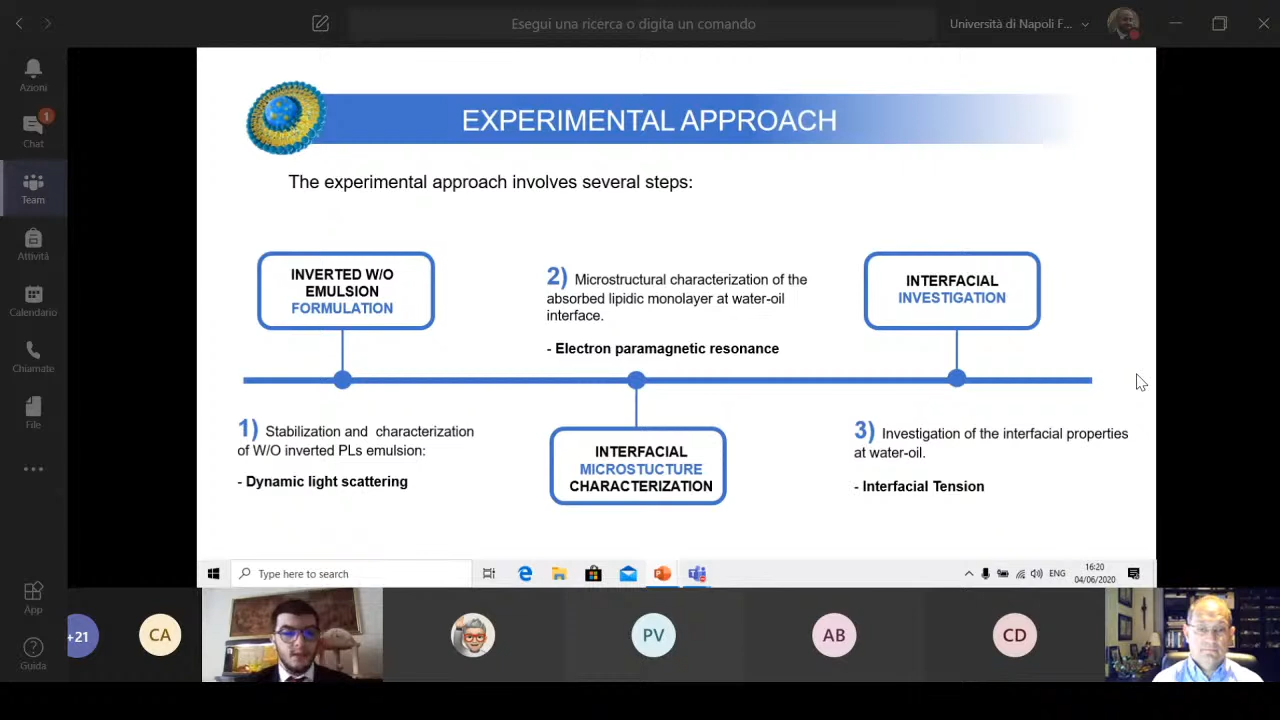 Esegui una ricerca o digita un comando
Università di Napoli F...
Azioni
1
Chat
Team
Attività
Calendario
Chiamate
File
App
Guida
EXPERIMENTAL APPROACH
The experimental approach involves several steps:
INVERTED W/O
EMULSION
FORMULATION
2) Microstructural characterization of the
absorbed lipidic monolayer at water-oil
interface.
- Electron paramagnetic resonance
INTERFACIAL
INVESTIGATION
1) Stabilization and characterization
of W/O inverted PLs emulsion:
- Dynamic light scattering
INTERFACIAL
MICROSTUCTURE
CHARACTERIZATION
3) Investigation of the interfacial properties
at water-oil.
- Interfacial Tension
Type here to search
ENG
16:20
04/06/2020
+21
CA
PV
AB
CD